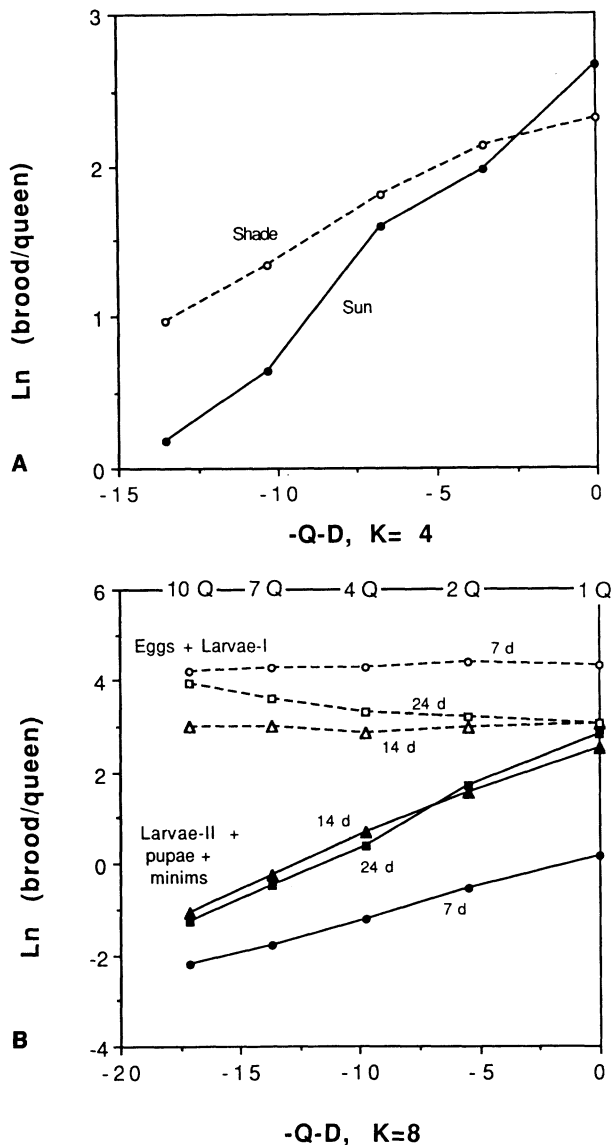 3
2
1
0
Ln (brood/queen)
Shade
Sun
A
-15
-10
-5
0
-Q-D, K= 4
10 Q
7 Q
4 Q
2 Q
1 Q
6
4
2
0
-2
-4
Ln (brood/queen)
Eggs + Larvae-I
7 d
24 d
14 d
Larvae-II +
pupae +
minims
14 d
24 d
7 d
B
-20
-15
-10
-5
0
-Q-D, K=8